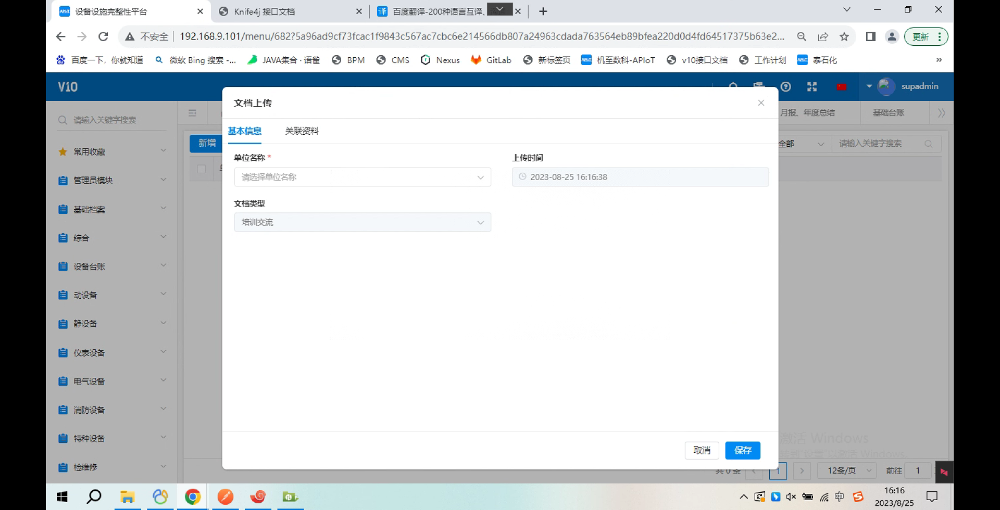 设备设施完整性平台
Knife4j 接口文档
百度翻译-200种语言互译、
不安全
192.168.9.101/menu/682?5a96ad9cf73fcac1f9843c567ac7cbc6e214566db807a24963cdada763564eb89bfea220d0d4fd64517375b63e2...
更新
百度一下，你就知道
微软 Bing 搜索 -...
JAVA集合 · 语雀
BPM
CMS
Nexus
GitLab
新标签页
机至数科-APIoT
v10接口文档
工作计划
泰石化
V10
supadmin
文档上传
请输入关键字搜索
月报、年度总结
基础台账
基本信息
关联资料
新增
全部
请输入关键字搜索
常用收藏
管理员模块
基础档案
综合
设备台账
动设备
静设备
仪表设备
电气设备
消防设备
特种设备
检维修
单位名称 *
请选择单位名称
上传时间
2023-08-25 16:16:38
文档类型
培训交流
激活 Windows
转到"设置"以激活 Windows。
取消
保存
共 0 条
1
12条/页
前往
1
中
16:16
2023/8/25